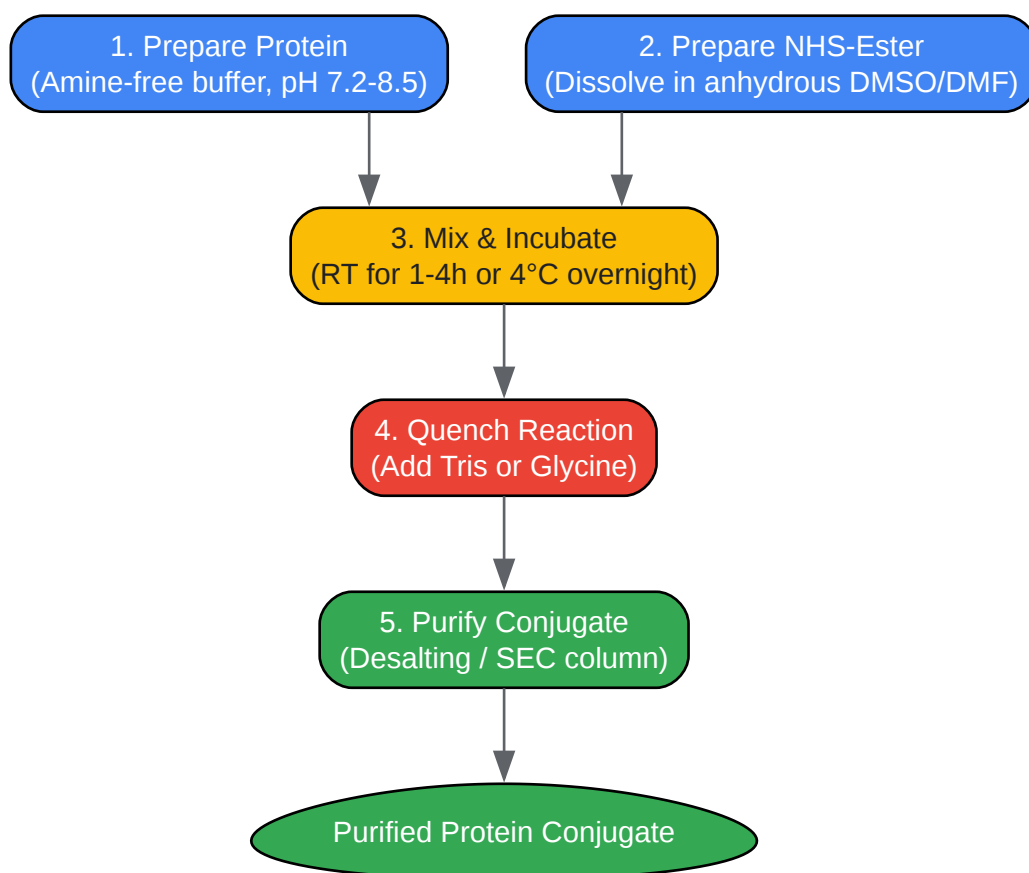 1. Prepare Protein
(Amine-free buffer, pH 7.2-8.5)
2. Prepare NHS-Ester
(Dissolve in anhydrous DMSO/DMF)
3. Mix & Incubate
(RT for 1-4h or 4°C overnight)
4. Quench Reaction
(Add Tris or Glycine)
5. Purify Conjugate
(Desalting / SEC column)
Purified Protein Conjugate